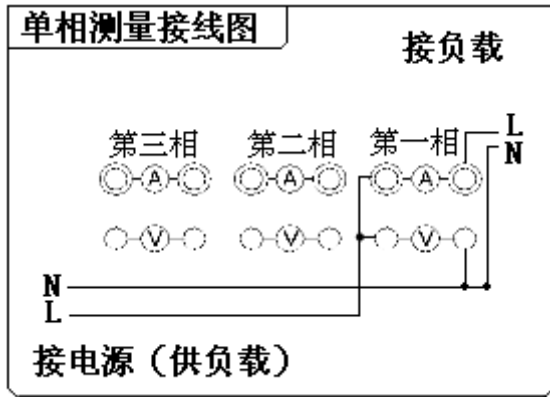 单相测量接线图
接负载
第三相 第二相 第一相
L
N
A A A
V V V
N
L
接电源（供负载）